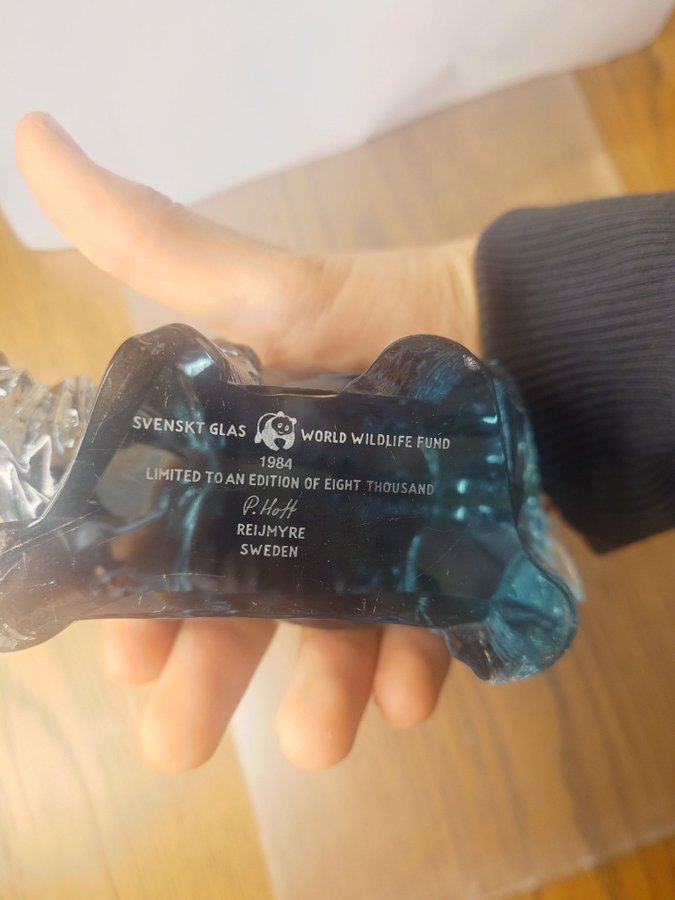 SVENSKT GLAS WORLD WILDLIFE FUND
1984
LIMITED TO AN EDITION OF EIGHT THOUSAND
P. Hoff
REIJMYRE
SWEDEN